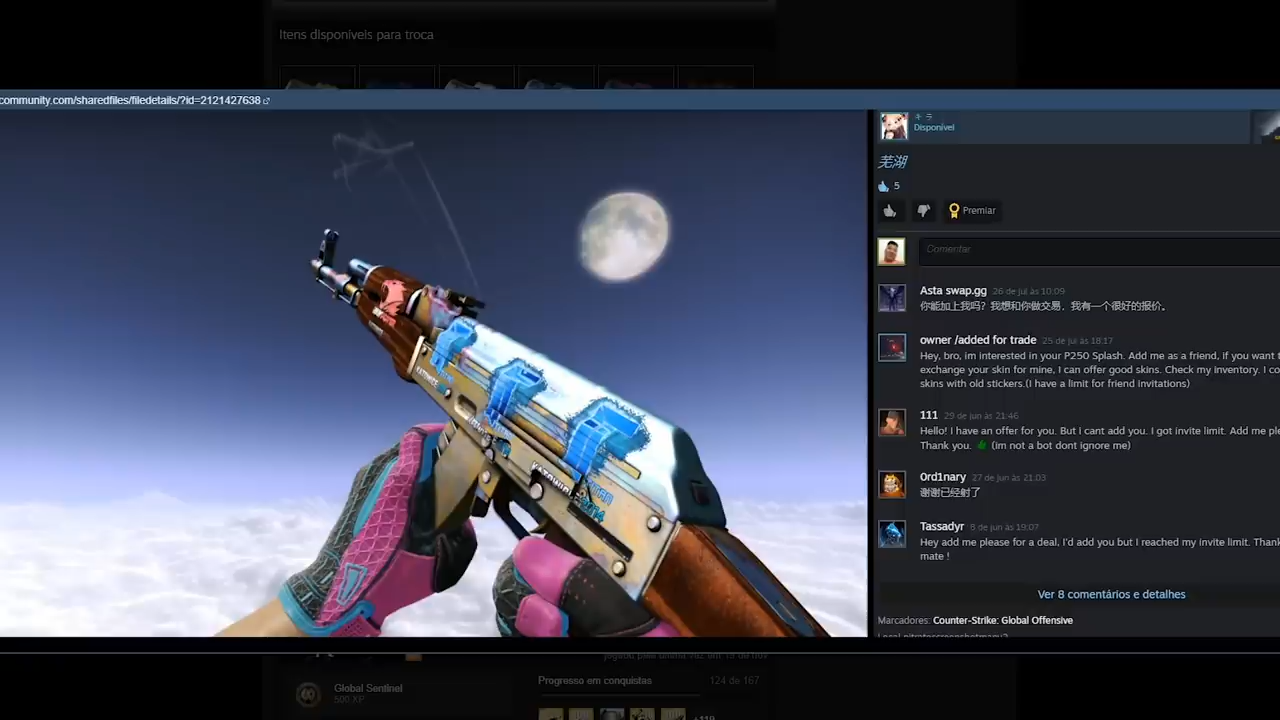 Itens disponíveis para troca
community.com/sharedfiles/filedetails/?id=2121427638
キラ
Disponível
芜湖
5
Premiar
Comentar
Asta swap.gg 26 de jul às 10:09
你能加上我吗？我想和你做交易，我有一个很好的报价。
owner /added for trade 25 de jul às 18:17
Hey, bro, im interested in your P250 Splash. Add me as a friend, if you want t
exchange your skin for mine, I can offer good skins. Check my inventory. I co
skins with old stickers.(I have a limit for friend invitations)
111 29 de jun às 21:46
Hello! I have an offer for you. But I cant add you. I got invite limit. Add me ple
Thank you. (im not a bot dont ignore me)
Ord1nary 27 de jun às 21:03
谢谢已经射了
Tassadyr 8 de jun às 19:07
Hey add me please for a deal, I'd add you but I reached my invite limit. Thank
mate !
Ver 8 comentários e detalhes
Marcadores: Counter-Strike: Global Offensive
Global Sentinel
500 XP
Progresso em conquistas 124 de 167
+119